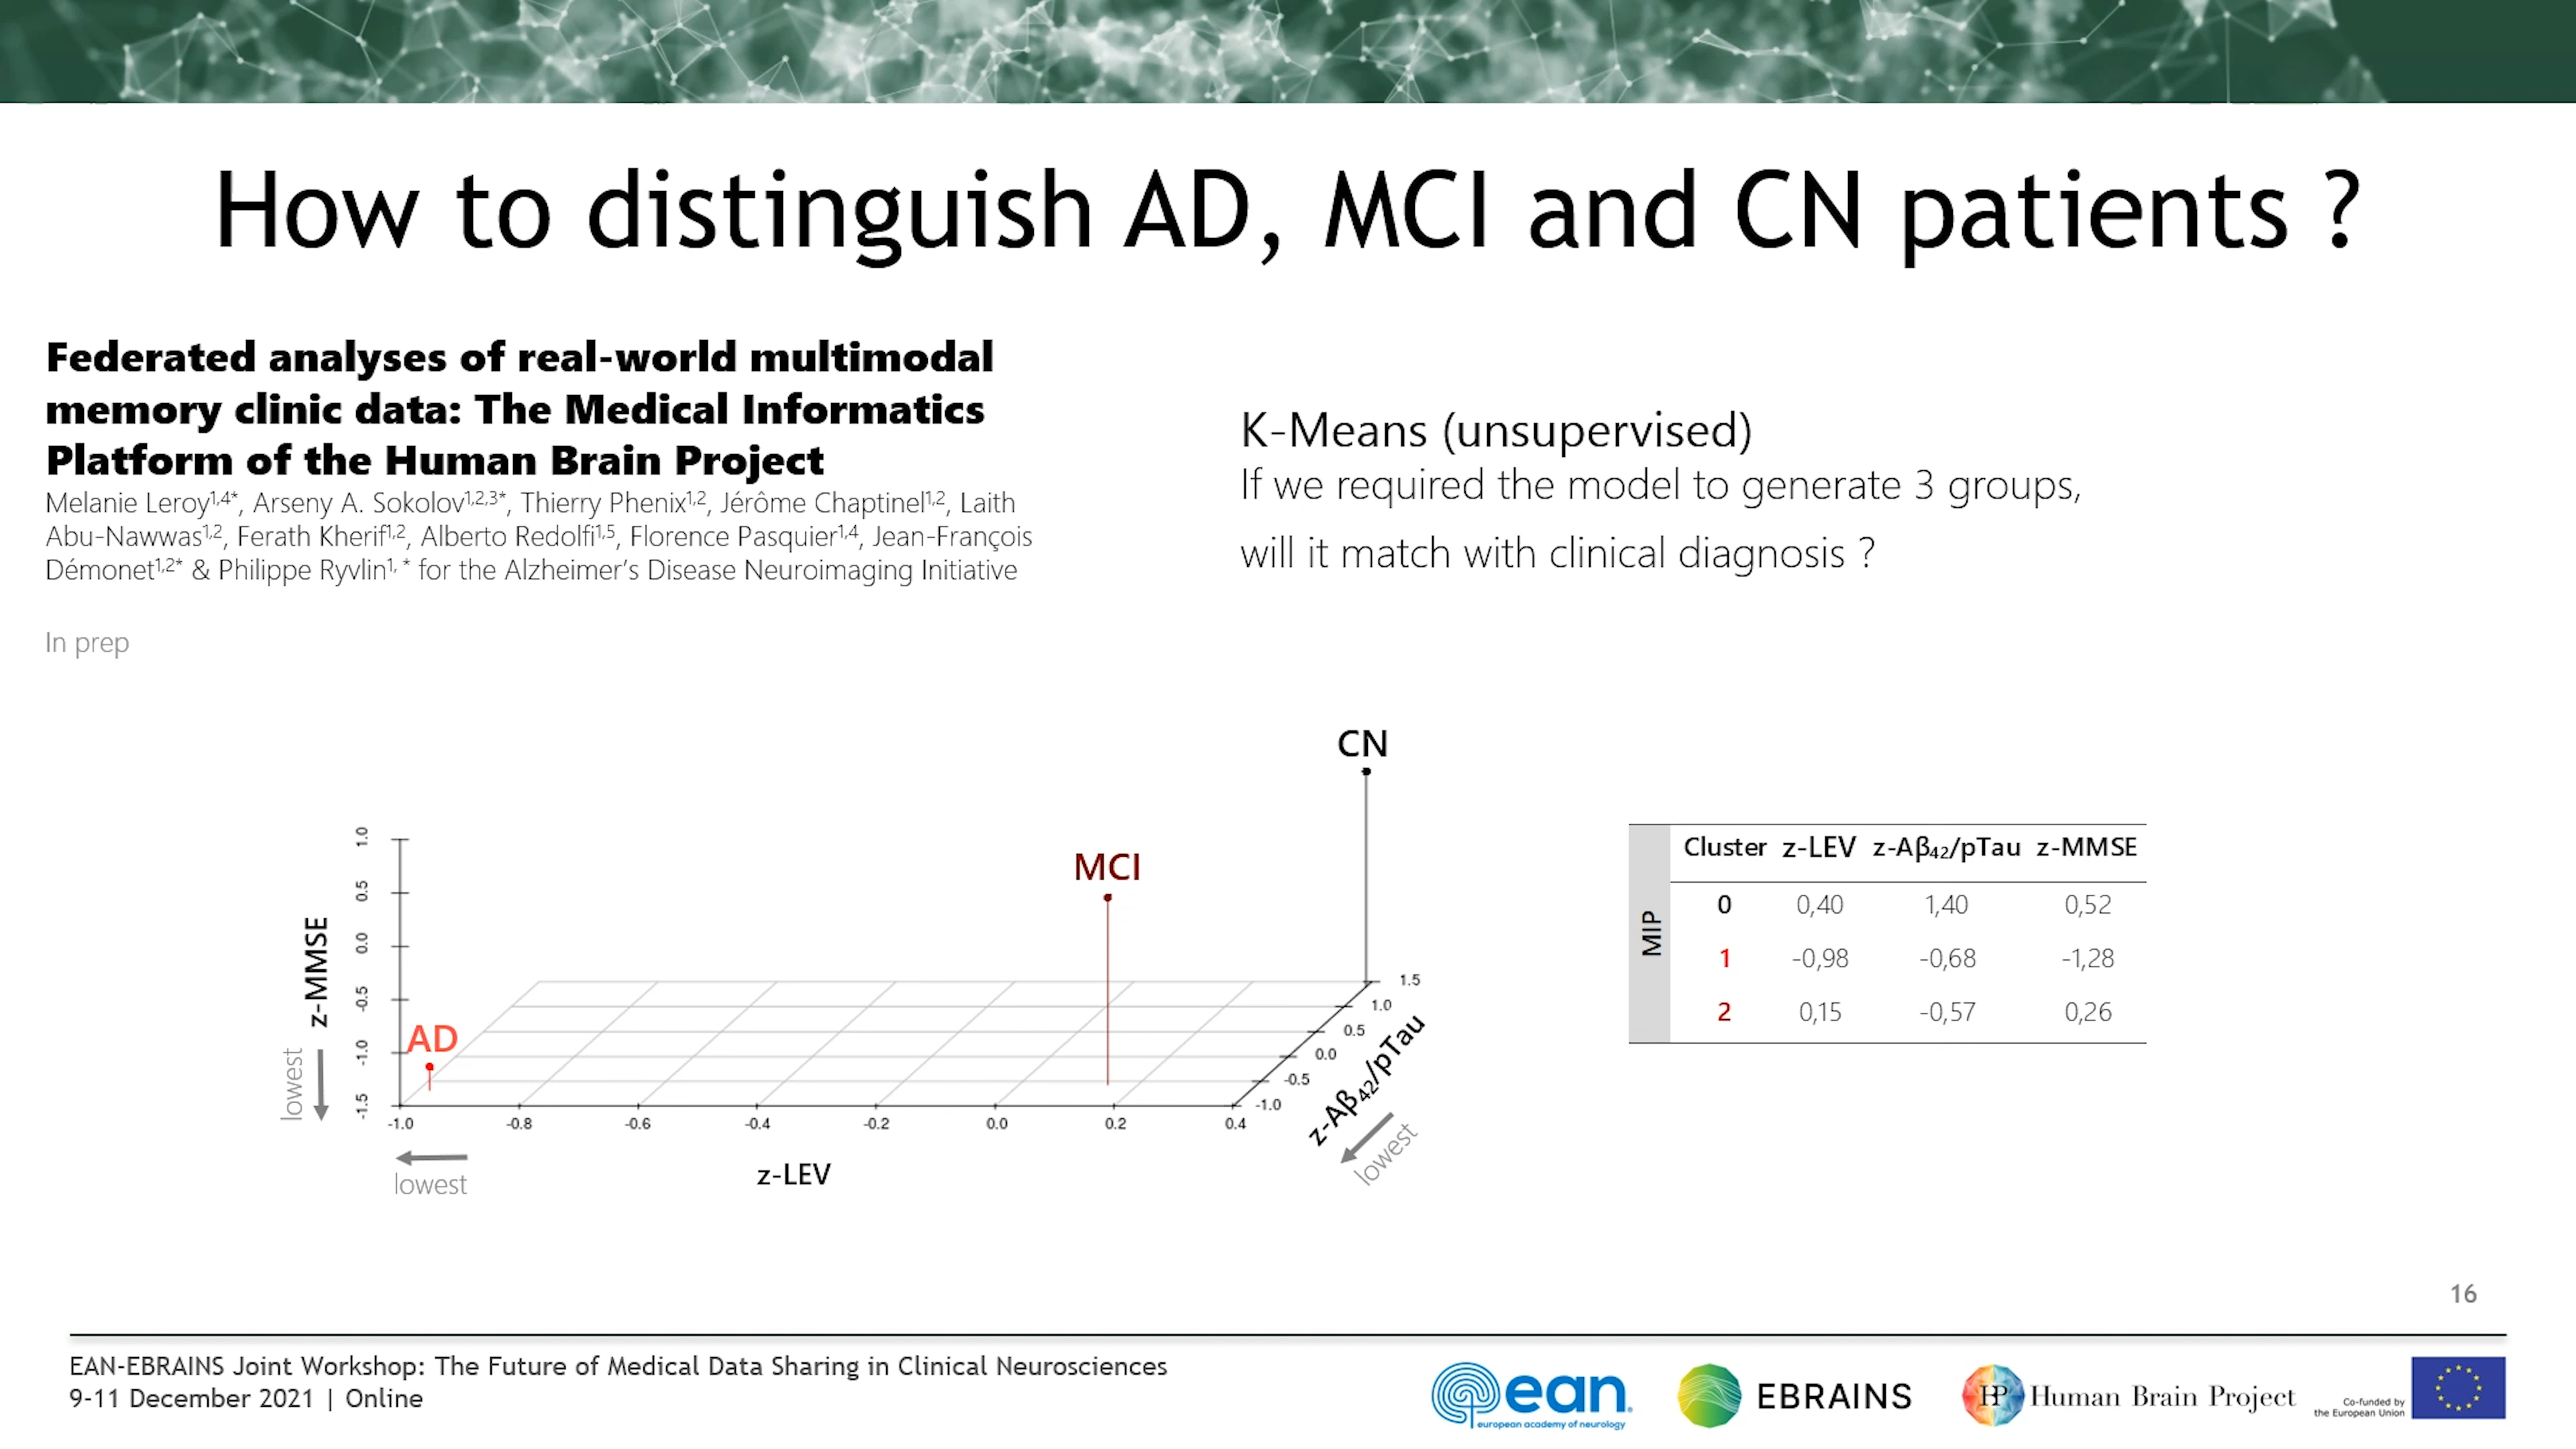 How to distinguish AD, MCI and CN patients ?
Federated analyses of real-world multimodal
memory clinic data: The Medical Informatics
Platform of the Human Brain Project
Melanie Leroy1,4*, Arseny A. Sokolov1,2,3*, Thierry Phenix1,2, Jérôme Chaptinel1,2, Laith
Abu-Nawwas1,2, Ferath Kherif1,2, Alberto Redolfi1,5, Florence Pasquier1,4, Jean-François
Démonet1,2* & Philippe Ryvlin1, * for the Alzheimer's Disease Neuroimaging Initiative
In prep
K-Means (unsupervised)
If we required the model to generate 3 groups,
will it match with clinical diagnosis ?
CN
MCI
AD
z-MMSE
lowest
1.0
0.5
0.0
-0.5
-1.0
-1.5
-1.0 -0.8 -0.6 -0.4 -0.2 0.0 0.2 0.4
z-LEV
lowest
1.5
1.0
0.5
0.0
-0.5
-1.0
z-Aβ42/pTau
lowest
MIP
Cluster z-LEV z-Aβ42/pTau z-MMSE
0 0,40 1,40 0,52
1 -0,98 -0,68 -1,28
2 0,15 -0,57 0,26
16
EAN-EBRAINS Joint Workshop: The Future of Medical Data Sharing in Clinical Neurosciences
9-11 December 2021 | Online
ean
european academy of neurology
EBRAINS
HP Human Brain Project
Co-funded by
the European Union